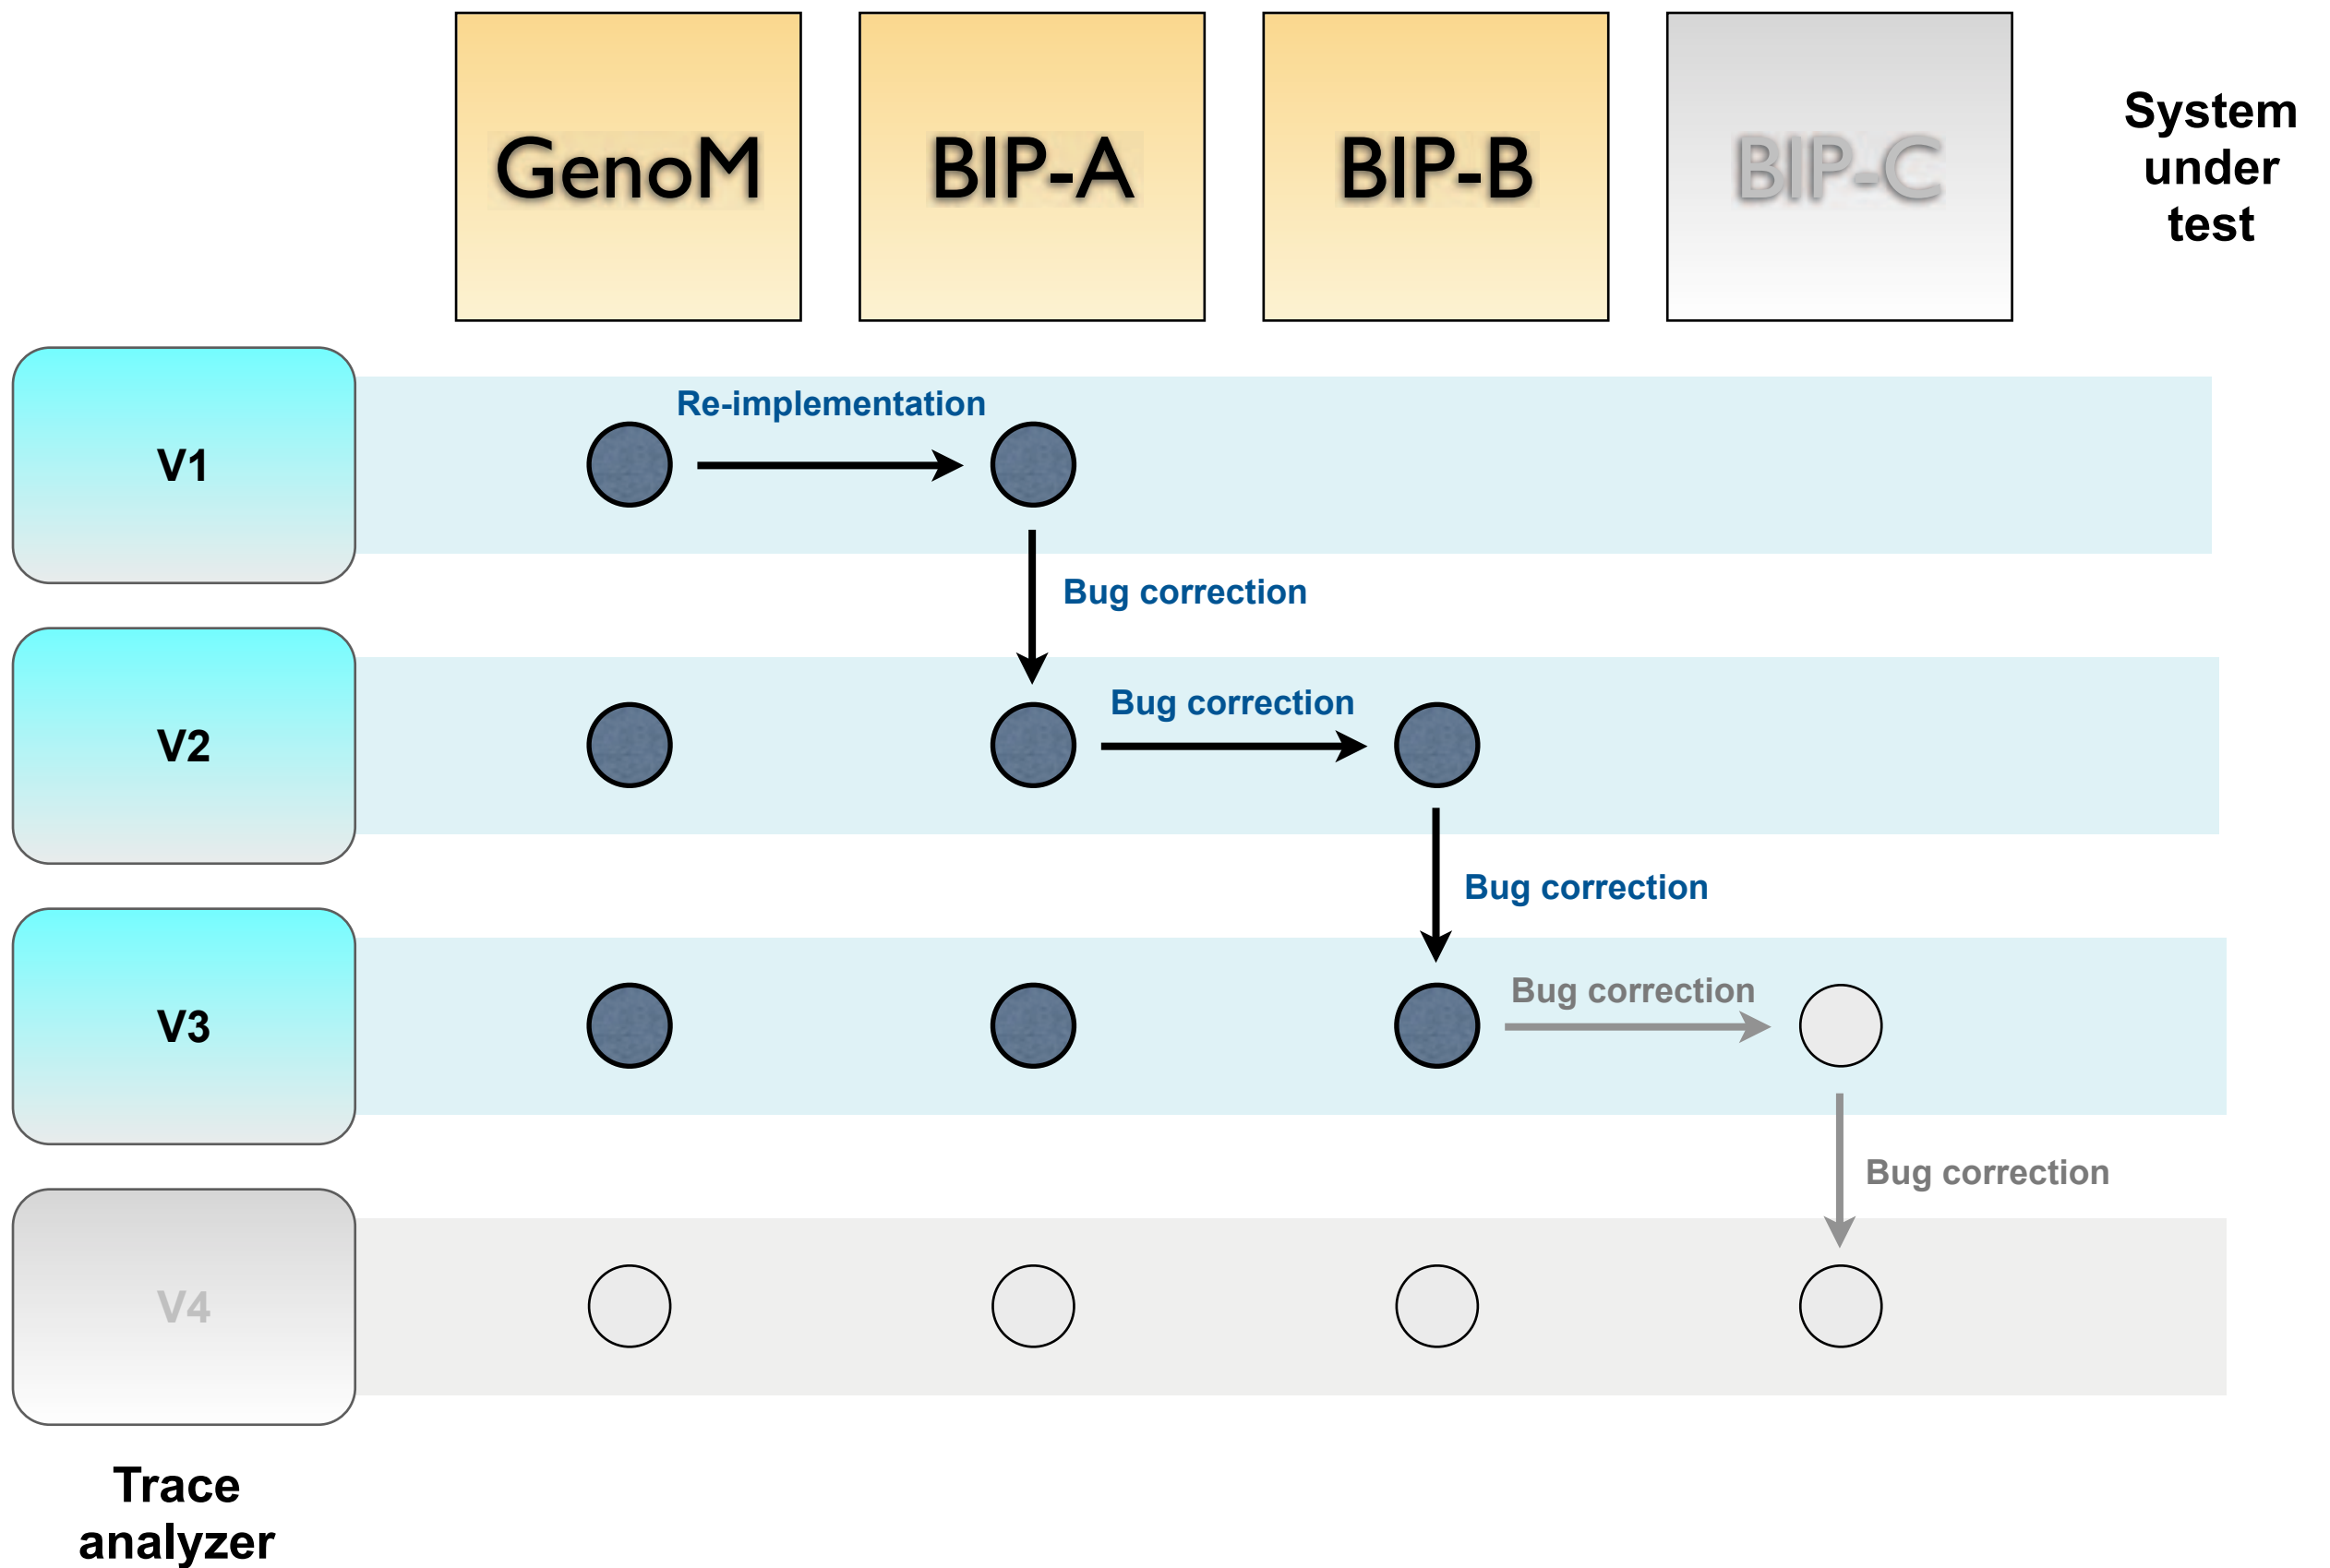 GenoM
BIP-A
BIP-B
BIP-C
System
under
test
V1
Re-implementation
Bug correction
V2
Bug correction
Bug correction
V3
Bug correction
Bug correction
V4
Trace
analyzer